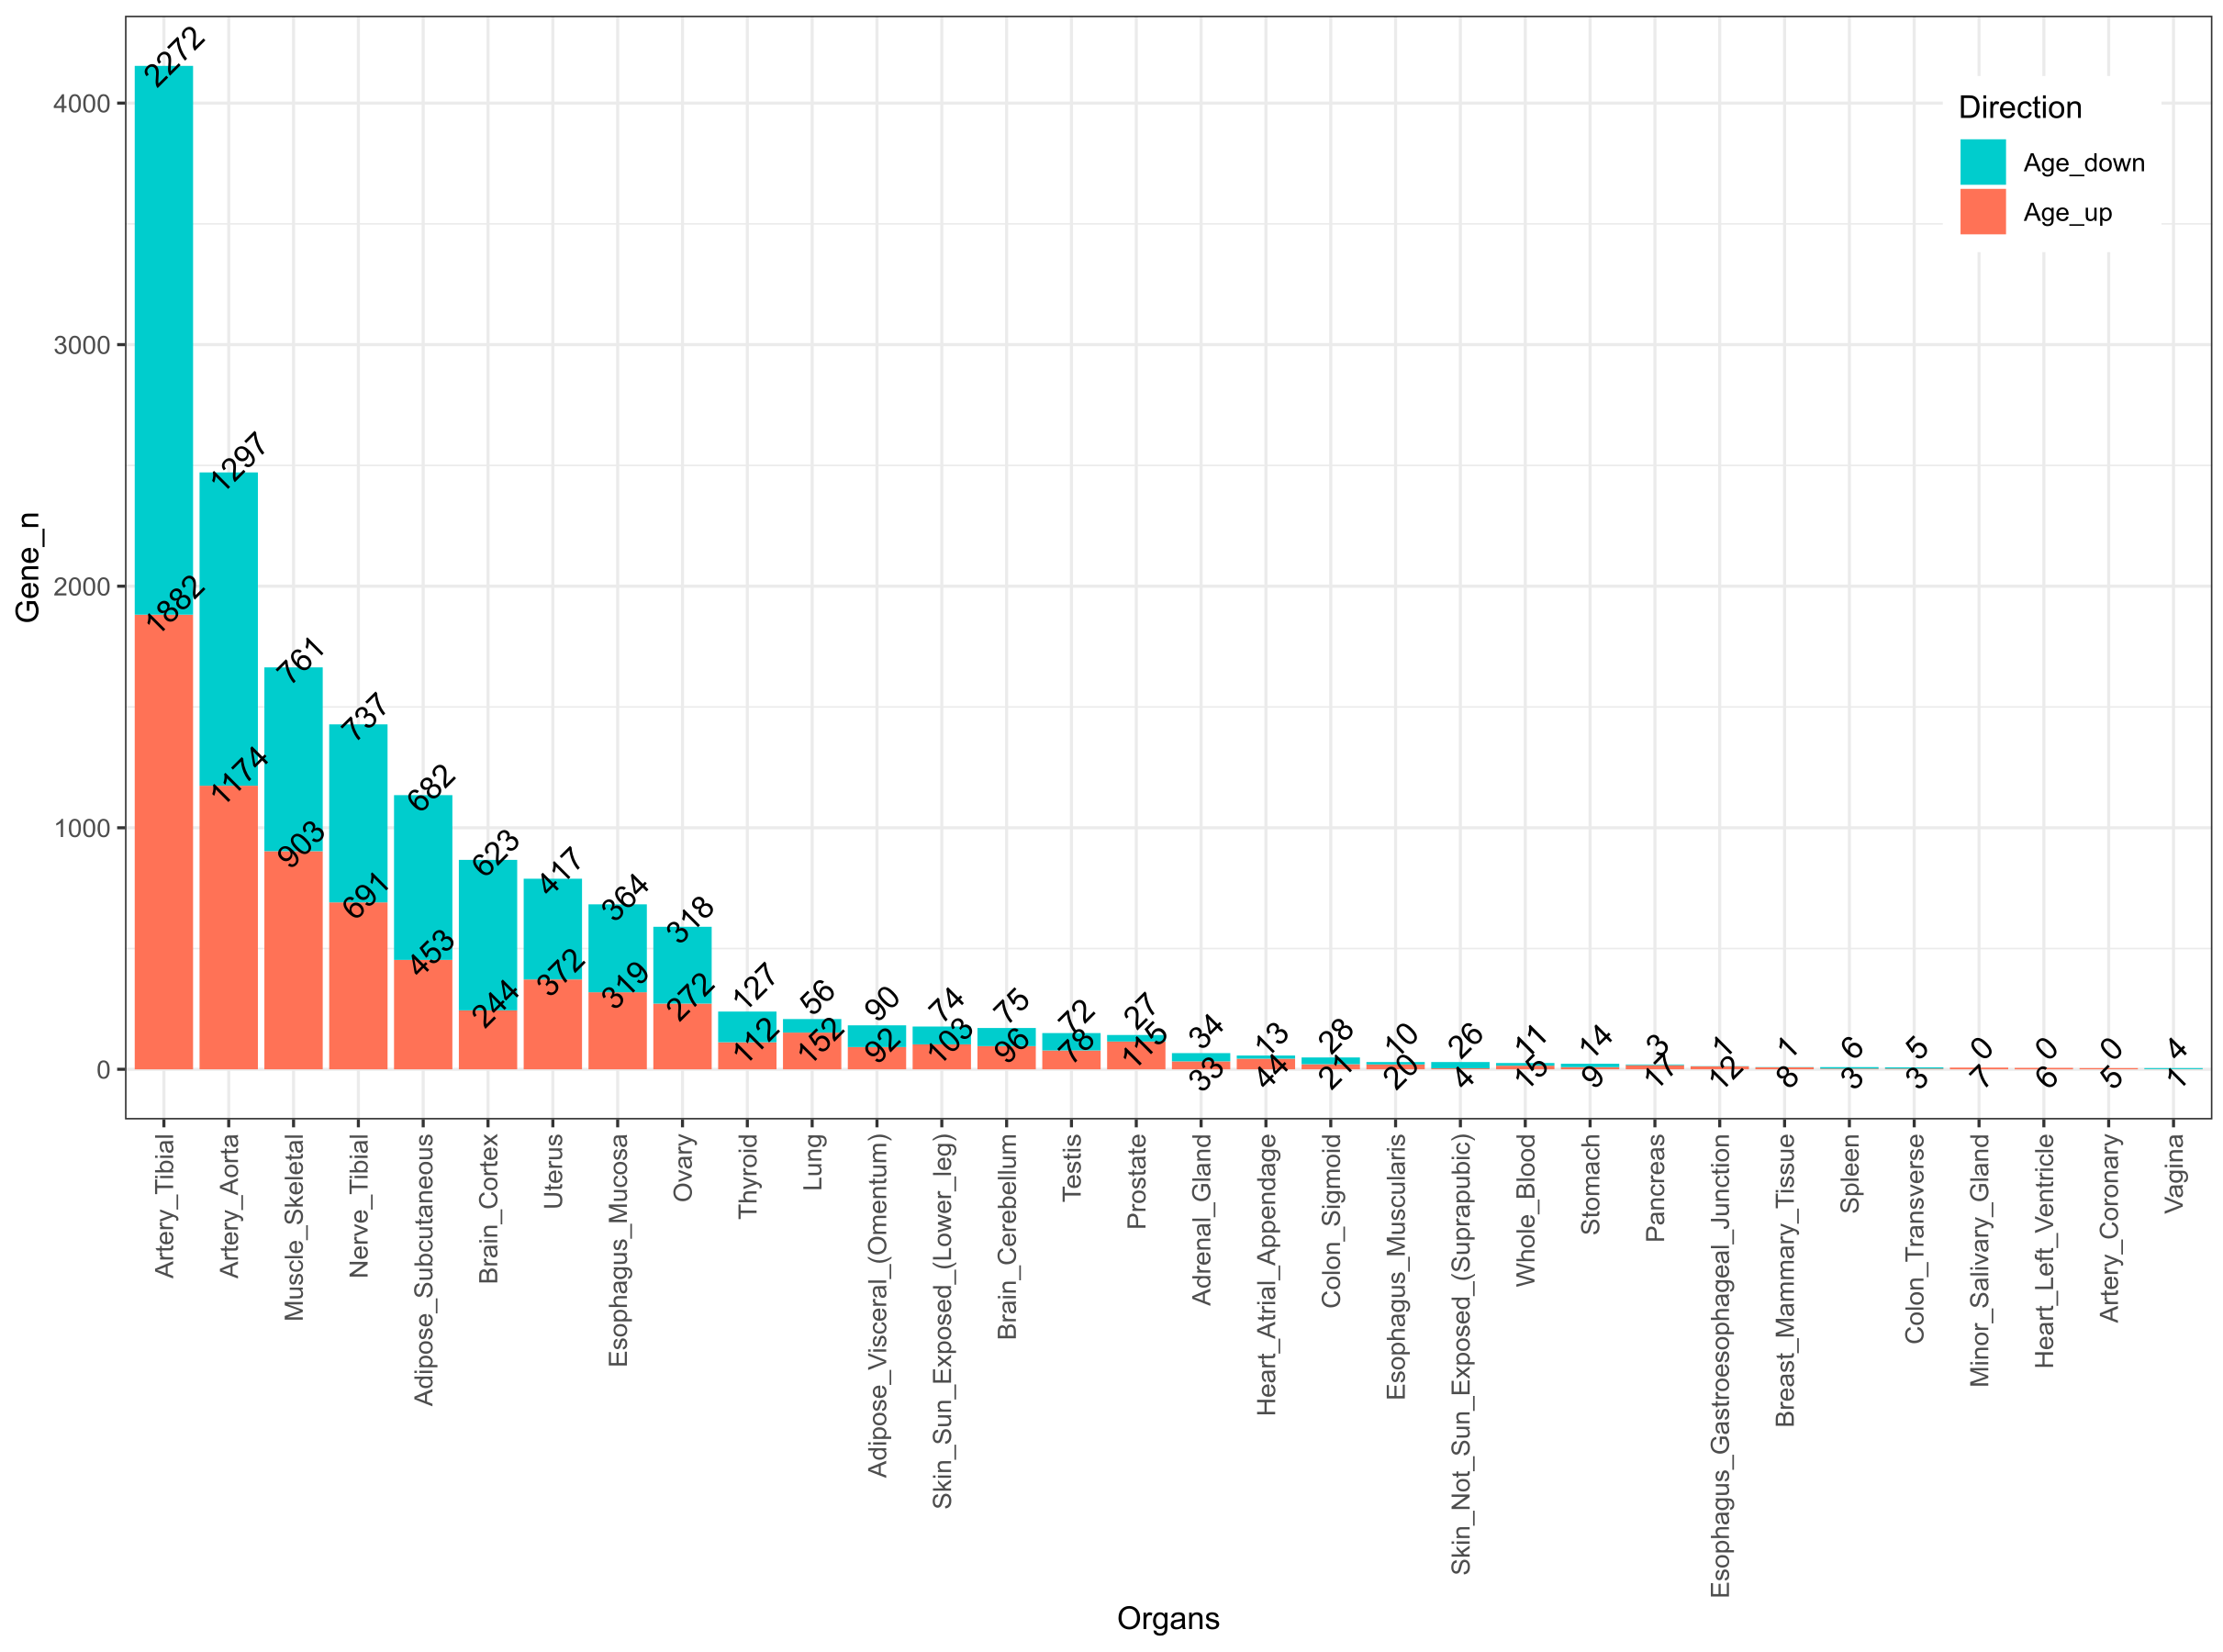 Gene_n
4000
3000
2000
1000
0
Direction
Age_down
Age_up
2272
1882
1297
1174
761
903
737
691
682
453
623
244
417
372
364
319
318
272
127
112
56
152
90
92
74
103
75
96
72
78
27
115
34
33
13
44
28
21
10
20
26
4
11
15
14
9
3
17
1
12
1
8
6
3
5
3
0
7
0
6
0
5
4
1
Artery_Tibial
Artery_Aorta
Muscle_Skeletal
Nerve_Tibial
Adipose_Subcutaneous
Brain_Cortex
Uterus
Esophagus_Mucosa
Ovary
Thyroid
Lung
Adipose_Visceral_(Omentum)
Skin_Sun_Exposed_(Lower_leg)
Brain_Cerebellum
Testis
Prostate
Adrenal_Gland
Heart_Atrial_Appendage
Colon_Sigmoid
Esophagus_Muscularis
Skin_Not_Sun_Exposed_(Suprapubic)
Whole_Blood
Stomach
Pancreas
Esophagus_Gastroesophageal_Junction
Breast_Mammary_Tissue
Spleen
Colon_Transverse
Minor_Salivary_Gland
Heart_Left_Ventricle
Artery_Coronary
Vagina
Organs